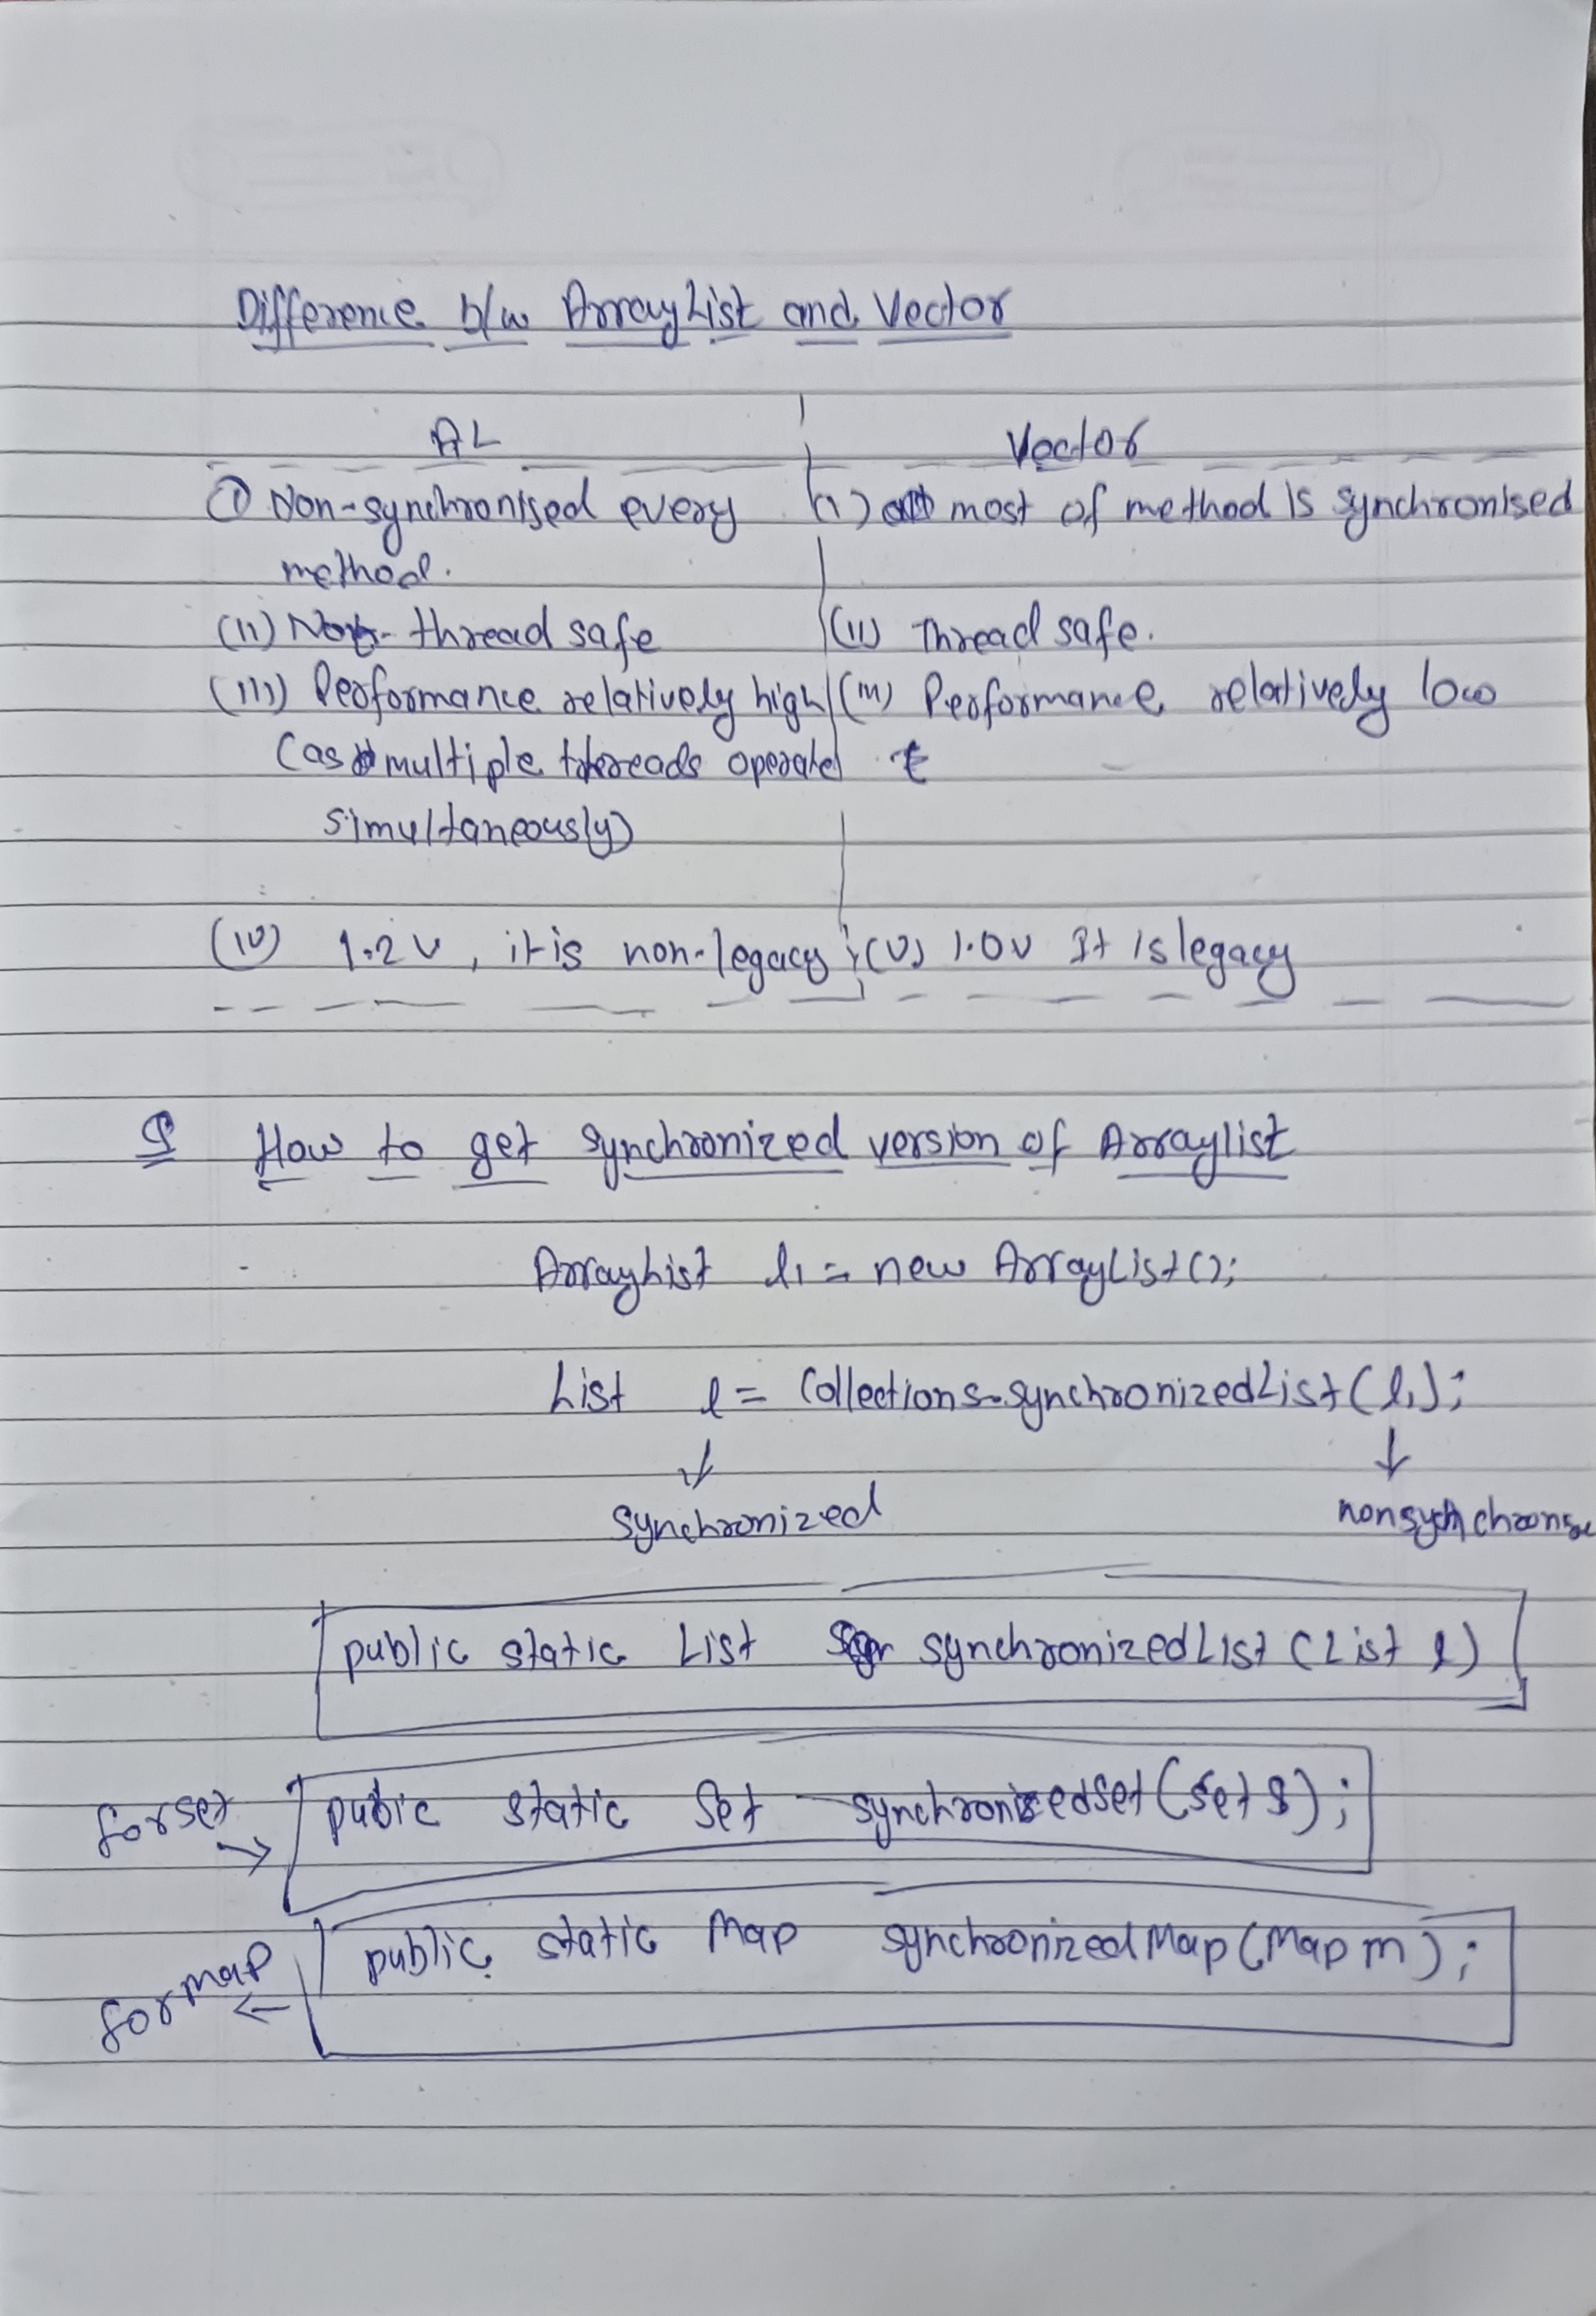 Difference b/w ArrayList and Vector
AL
Vector
(I) Non-synchronised every
method.
(I) most of method is synchronised
(II) Non- thread safe
(II) Thread safe.
(III) Performance relatively high
(as multiple threads operate
simultaneously)
(III) Performance relatively low
(IV) 1.2 v, it is non-legacy
(V) 1.0v It is legacy
Q How to get synchronized version of Arraylist
ArrayList l1 = new ArrayList();
List l = Collections.synchronizedList(l1);
synchronized
public static List synchronizedList (List l)
for set → pubic static Set synchronizedSet(Set s);
for map ← public static Map synchronizedMap(Map m);